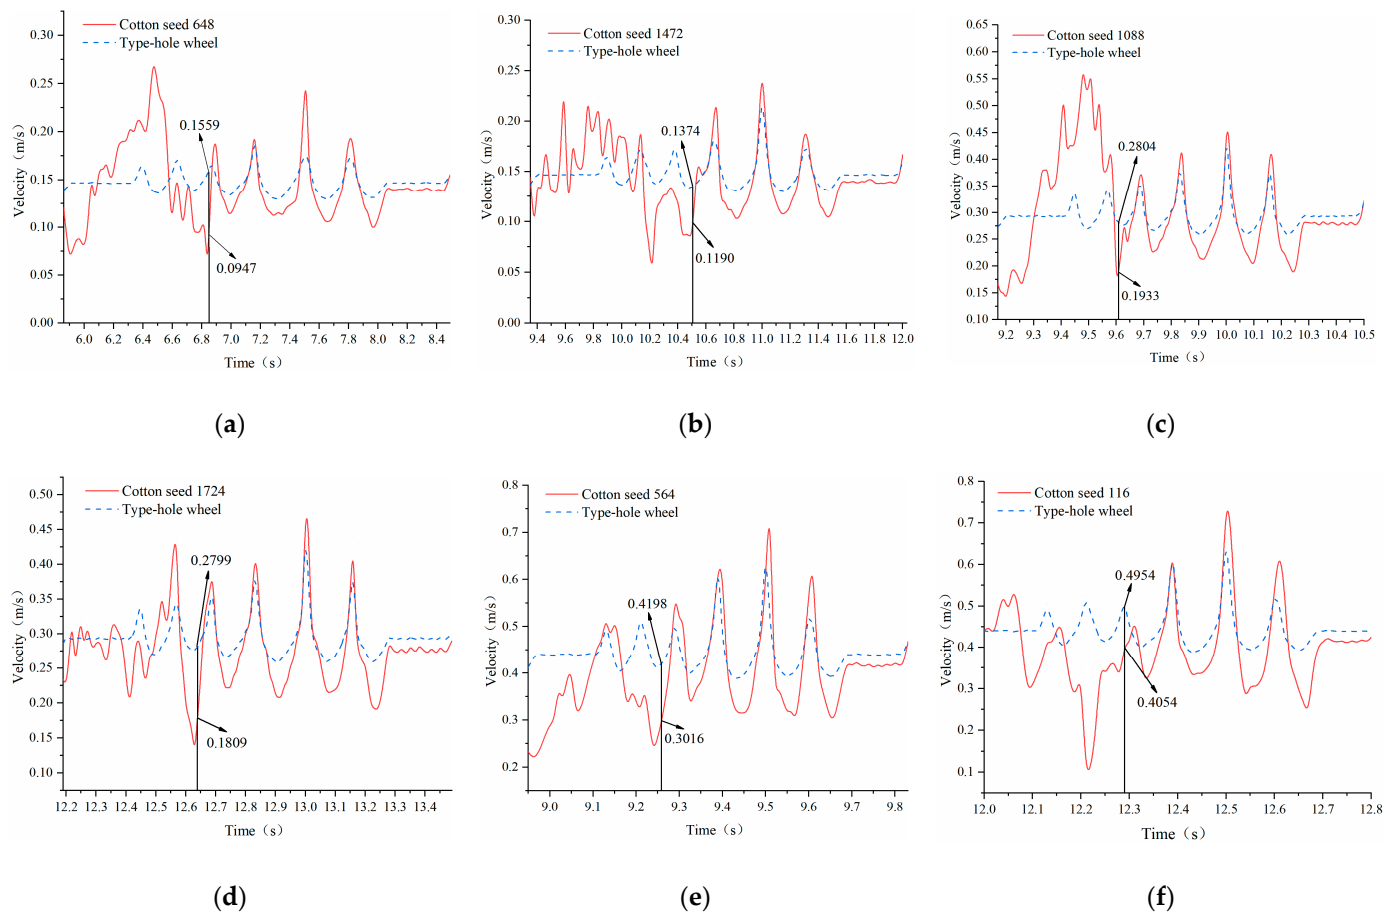 Cotton seed 648
Type-hole wheel
0.30
0.25
0.20
0.15
0.10
0.05
0.00
Velocity（m/s）
0.1559
0.0947
6.0 6.2 6.4 6.6 6.8 7.0 7.2 7.4 7.6 7.8 8.0 8.2 8.4
Time（s）
(a)
Cotton seed 1472
Type-hole wheel
0.30
0.25
0.20
0.15
0.10
0.05
0.00
Velocity（m/s）
0.1374
0.1190
9.4 9.6 9.8 10.0 10.2 10.4 10.6 10.8 11.0 11.2 11.4 11.6 11.8 12.0
Time（s）
(b)
Cotton seed 1088
Type-hole wheel
0.65
0.60
0.55
0.50
0.45
0.40
0.35
0.30
0.25
0.20
0.15
0.10
Velocity（m/s）
0.2804
0.1933
9.2 9.3 9.4 9.5 9.6 9.7 9.8 9.9 10.0 10.1 10.2 10.3 10.4 10.5
Time（s）
(c)
Cotton seed 1724
Type-hole wheel
0.50
0.45
0.40
0.35
0.30
0.25
0.20
0.15
0.10
Velocity（m/s）
0.2799
0.1809
12.2 12.3 12.4 12.5 12.6 12.7 12.8 12.9 13.0 13.1 13.2 13.3 13.4
Time（s）
(d)
Cotton seed 564
Type-hole wheel
0.8
0.7
0.6
0.5
0.4
0.3
0.2
Velocity（m/s）
0.4198
0.3016
9.0 9.1 9.2 9.3 9.4 9.5 9.6 9.7 9.8
Time（s）
(e)
Cotton seed 116
Type-hole wheel
0.8
0.7
0.6
0.5
0.4
0.3
0.2
0.1
Velocity（m/s）
0.4954
0.4054
12.0 12.1 12.2 12.3 12.4 12.5 12.6 12.7 12.8
Time（s）
(f)